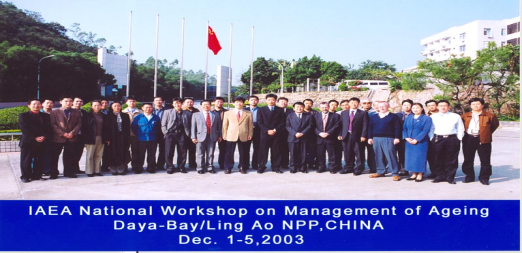 IAEA National Workshop on Management of Ageing
Daya-Bay/Ling Ao NPP,CHINA
Dec. 1-5,2003